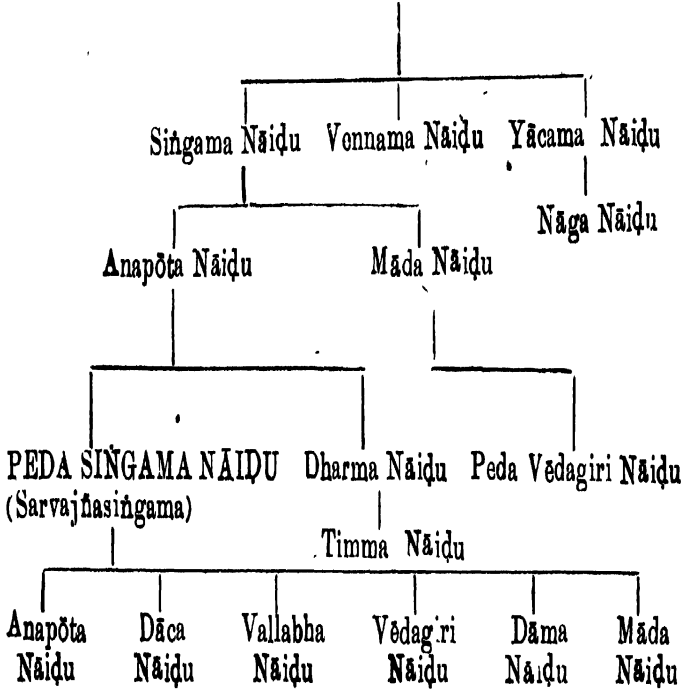 Siṅgama Nāiḍu Vennama Nāiḍu Yācama Nāiḍu
Nāga Nāiḍu
Anapōta Nāiḍu Māda Nāiḍu
PEDA SIṄGAMA NĀIḌU Dharma Nāiḍu Peda Vēdagiri Nāiḍu
(Sarvajñasiṅgama)
Timma Nāiḍu
Anapōta Dāca Vallabha Vēdagiri Dāma Māda
Nāiḍu Nāiḍu Nāiḍu Nāiḍu Nāiḍu Nāiḍu